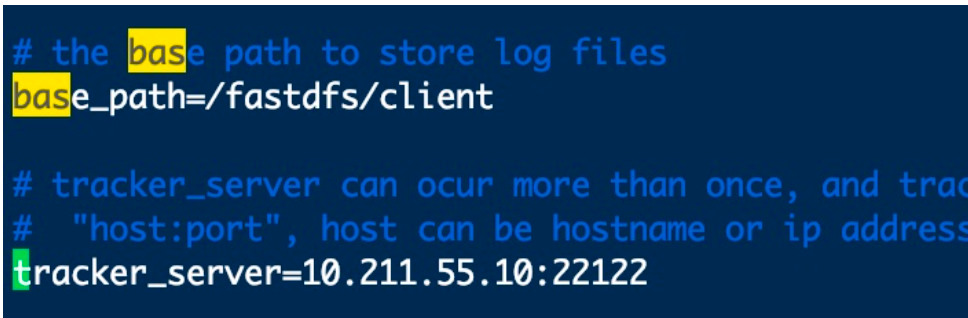 # the base path to store log files
base_path=/fastdfs/client
# tracker_server can ocur more than once, and trac
#  "host:port", host can be hostname or ip address
tracker_server=10.211.55.10:22122